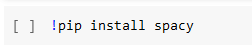 [ ] !pip install spacy